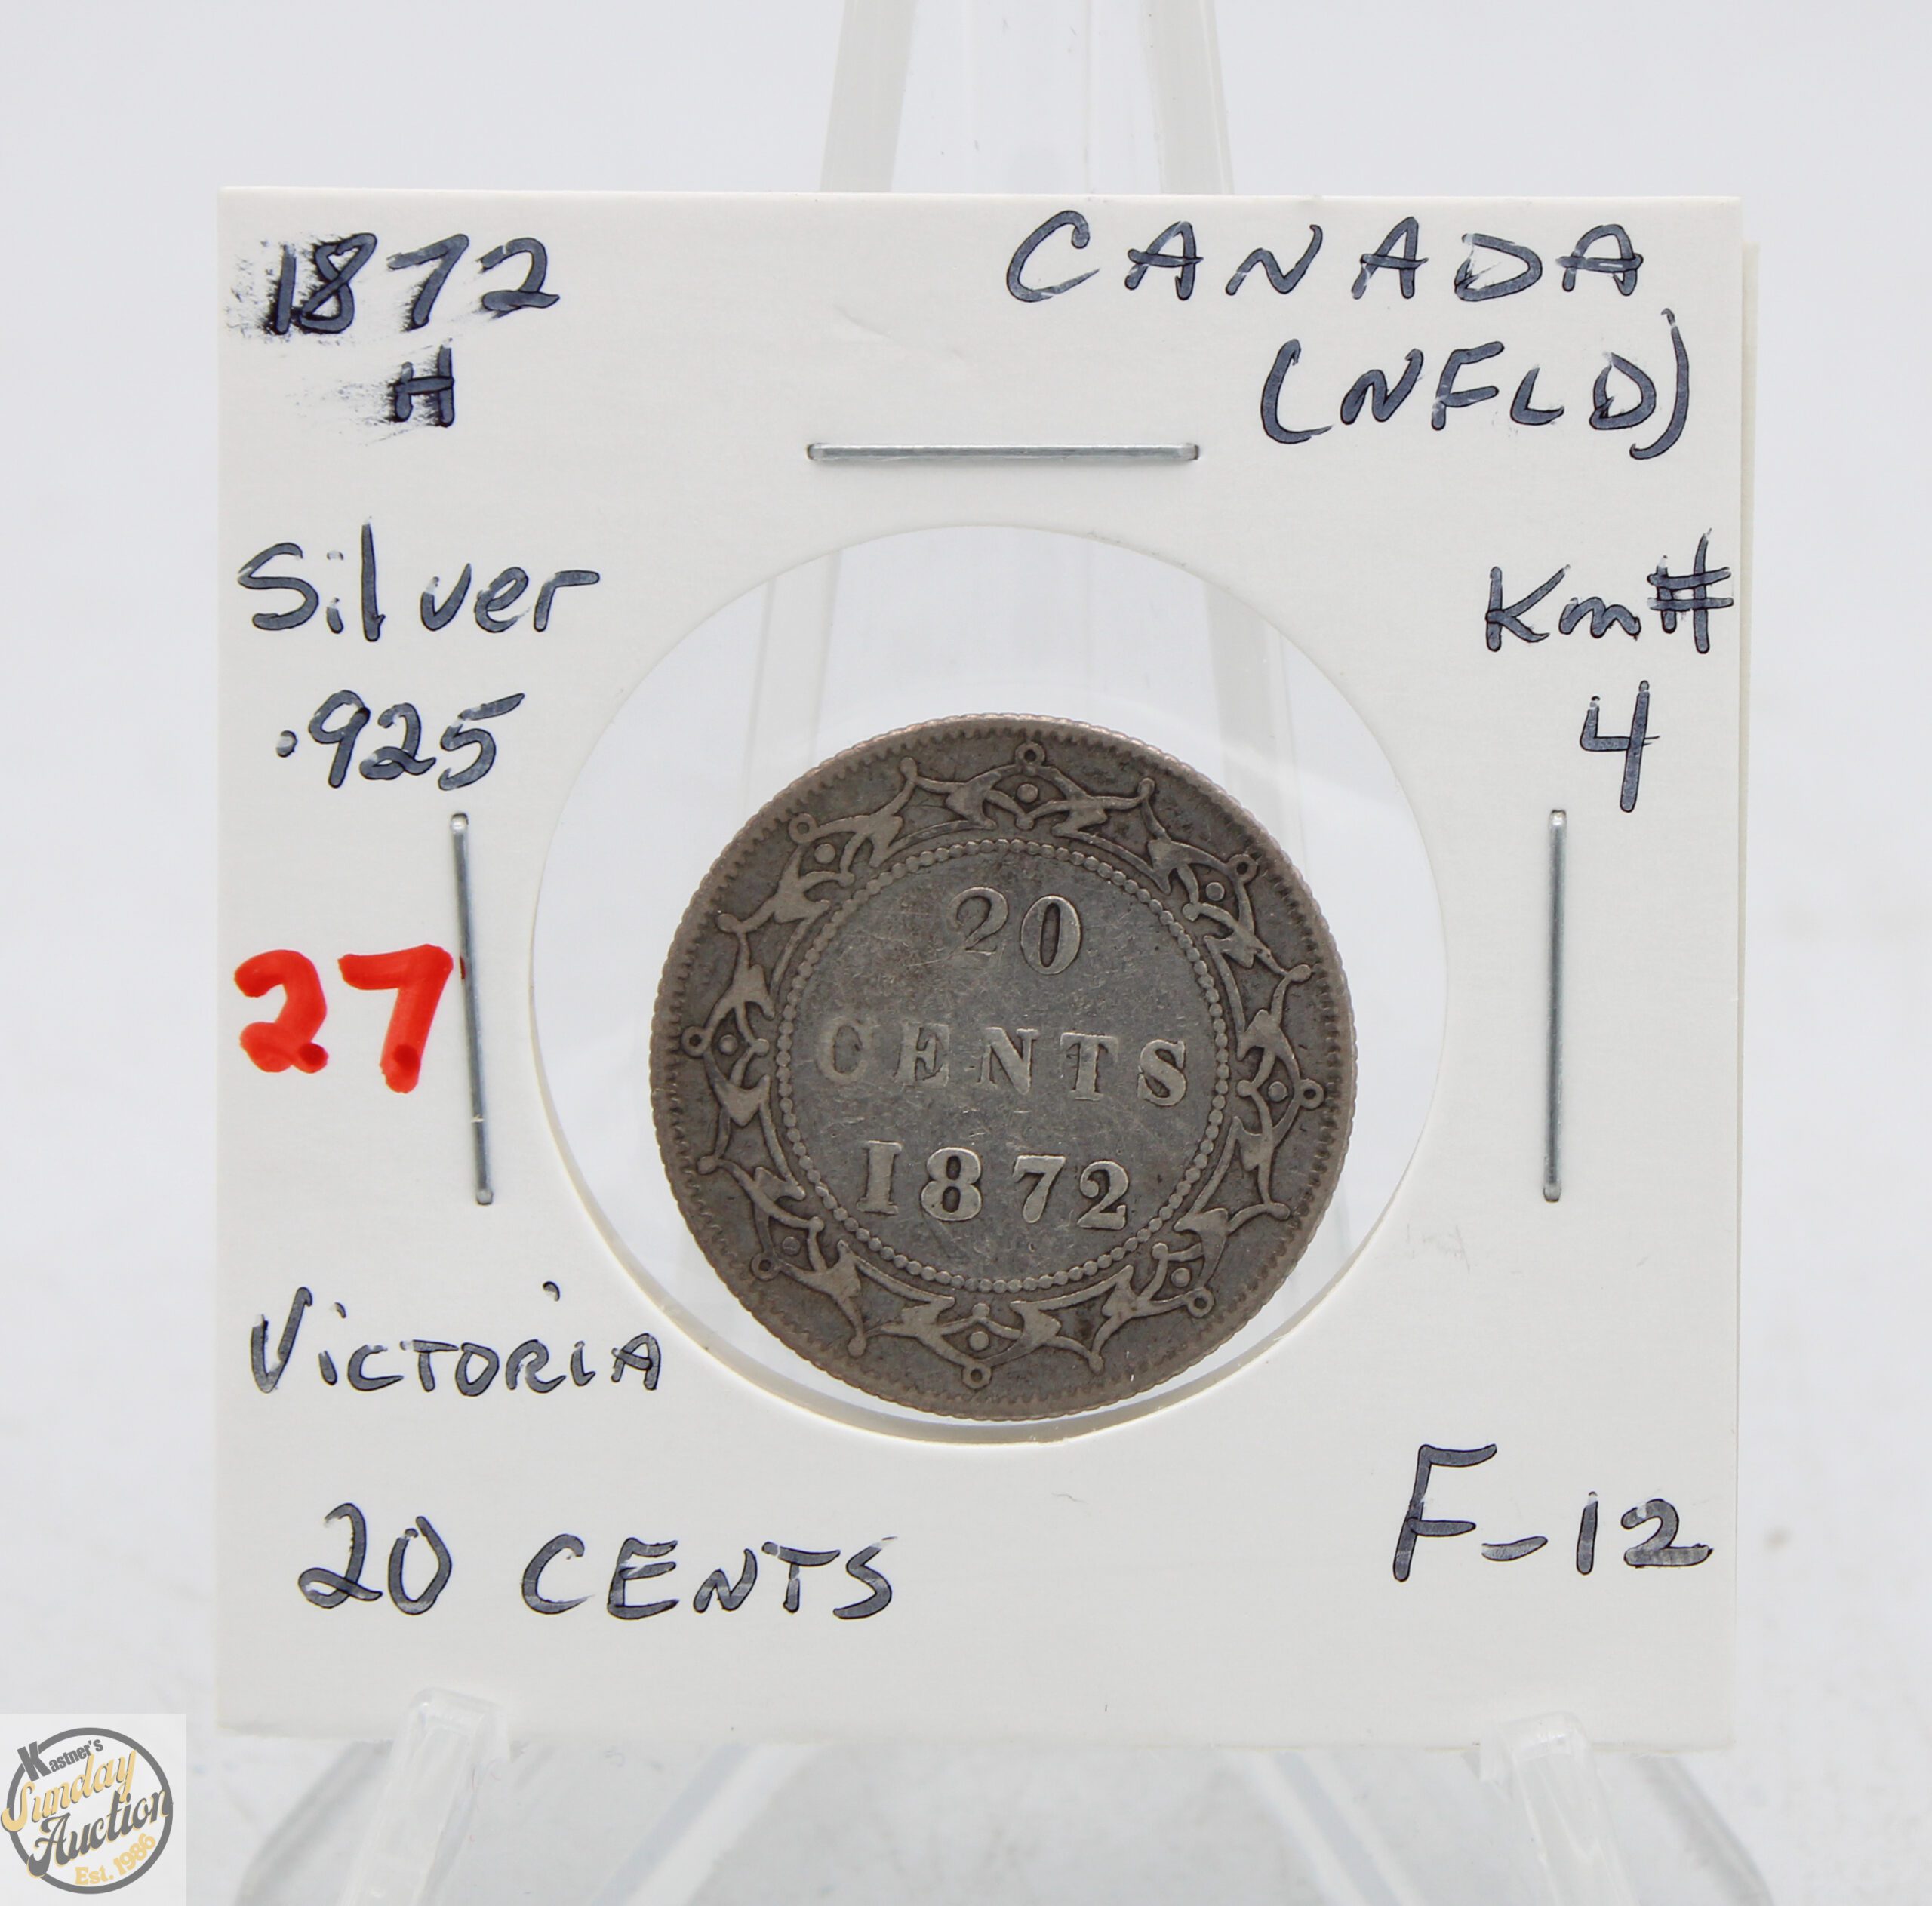 1872
H
CANADA
(NFLD)
Silver
.925
Km#
4
27
20
CENTS
1872
VICTORIA
20 CENTS
F-12
Kastner's
Sunday
Auction
Est. 1986